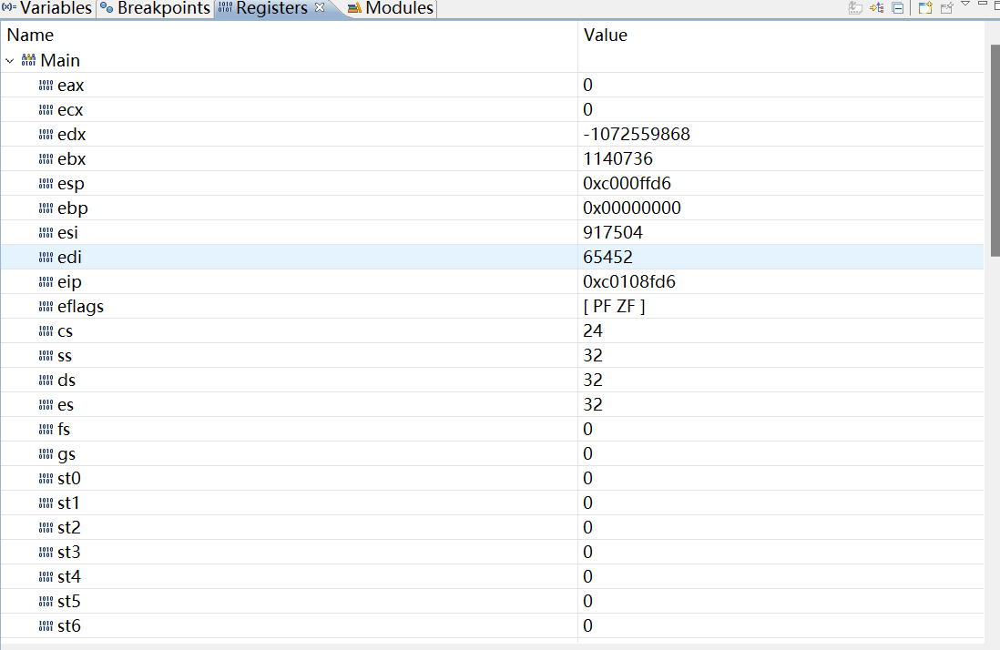 Variables Breakpoints Registers Modules
Name Value
Main
eax 0
ecx 0
edx -1072559868
ebx 1140736
esp 0xc000ffd6
ebp 0x00000000
esi 917504
edi 65452
eip 0xc0108fd6
eflags [ PF ZF ]
cs 24
ss 32
ds 32
es 32
fs 0
gs 0
st0 0
st1 0
st2 0
st3 0
st4 0
st5 0
st6 0